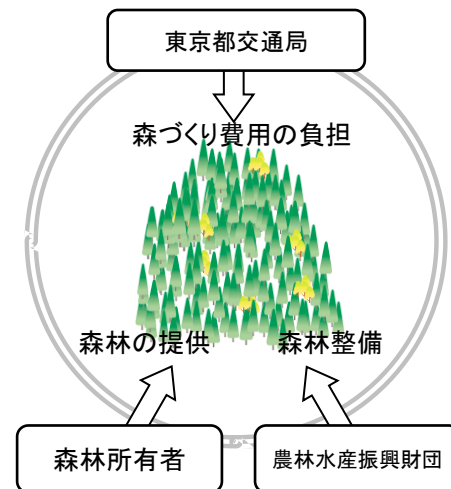 東京都交通局
森づくり費用の負担
森林の提供
森林整備
森林所有者
農林水産振興財団